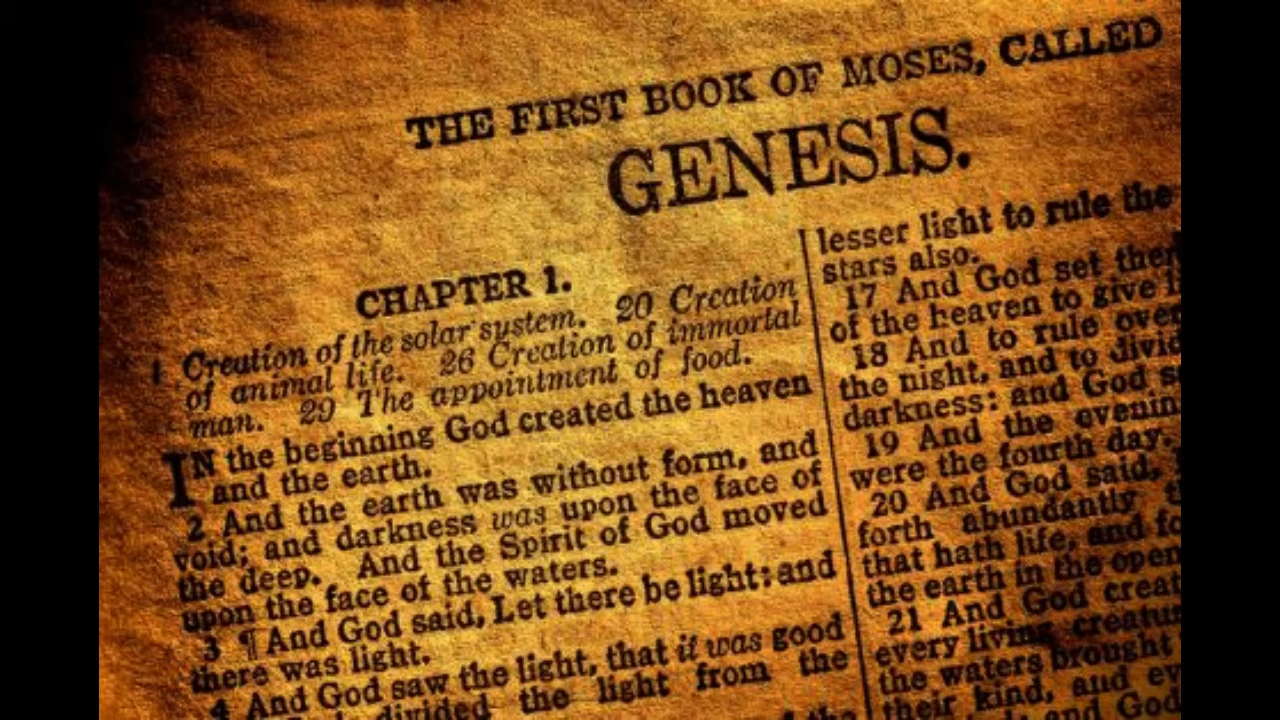 THE FIRST BOOK OF MOSES, CALLED
GENESIS.
CHAPTER 1.
1 Creation of the solar system. 20 Creation
of animal life. 26 Creation of immortal
man. 29 The appointment of food.
IN the beginning God created the heaven
and the earth.
2 And the earth was without form, and
void; and darkness was upon the face of
the deep. And the Spirit of God moved
upon the face of the waters.
3 ¶ And God said, Let there be light: and
there was light.
4 And God saw the light, that it was good
divided the light from the
lesser light to rule the
stars also.
17 And God set
of the heaven to give
18 And to rule over
the night, and to
darkness: and God
19 And the
were the fourth day.
20 And God said,
forth abundantly
that hath life, and
the earth in the open
21 And God
every living
the waters brought
their kind, and
and God